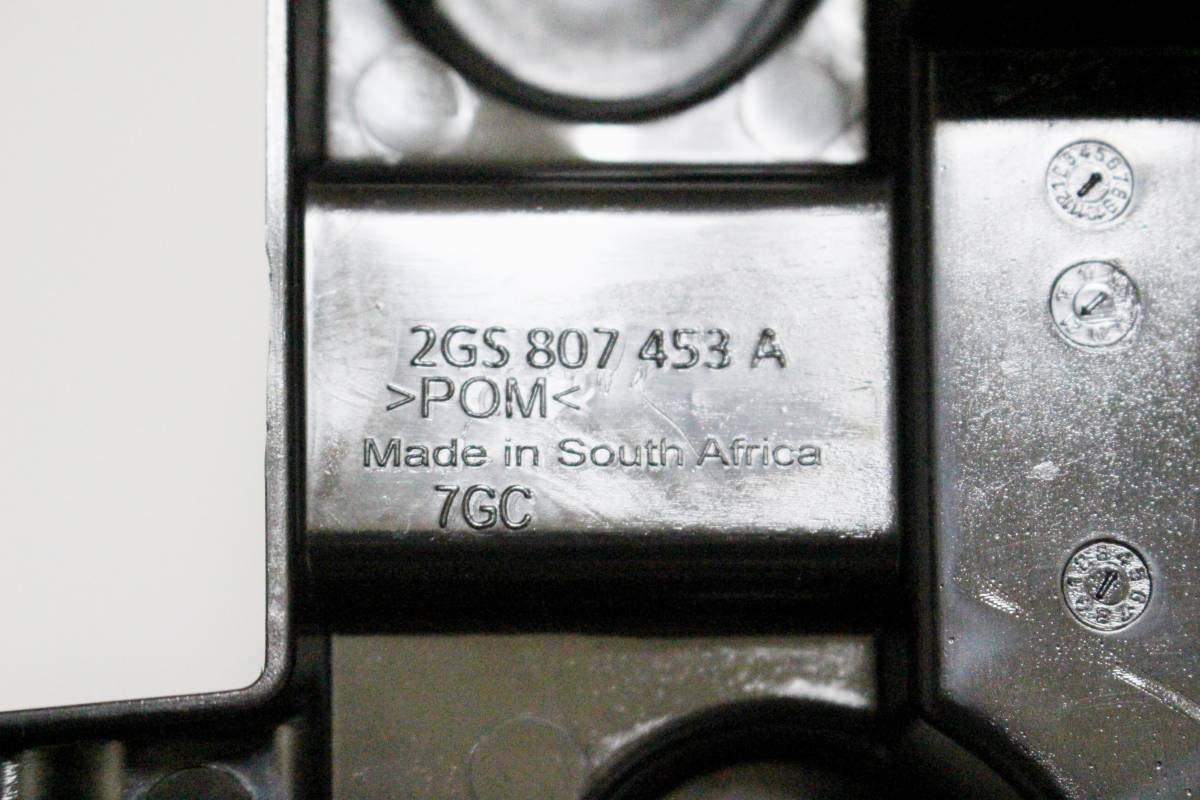 2GS 807 453 A
>POM<
Made in South Africa
7GC